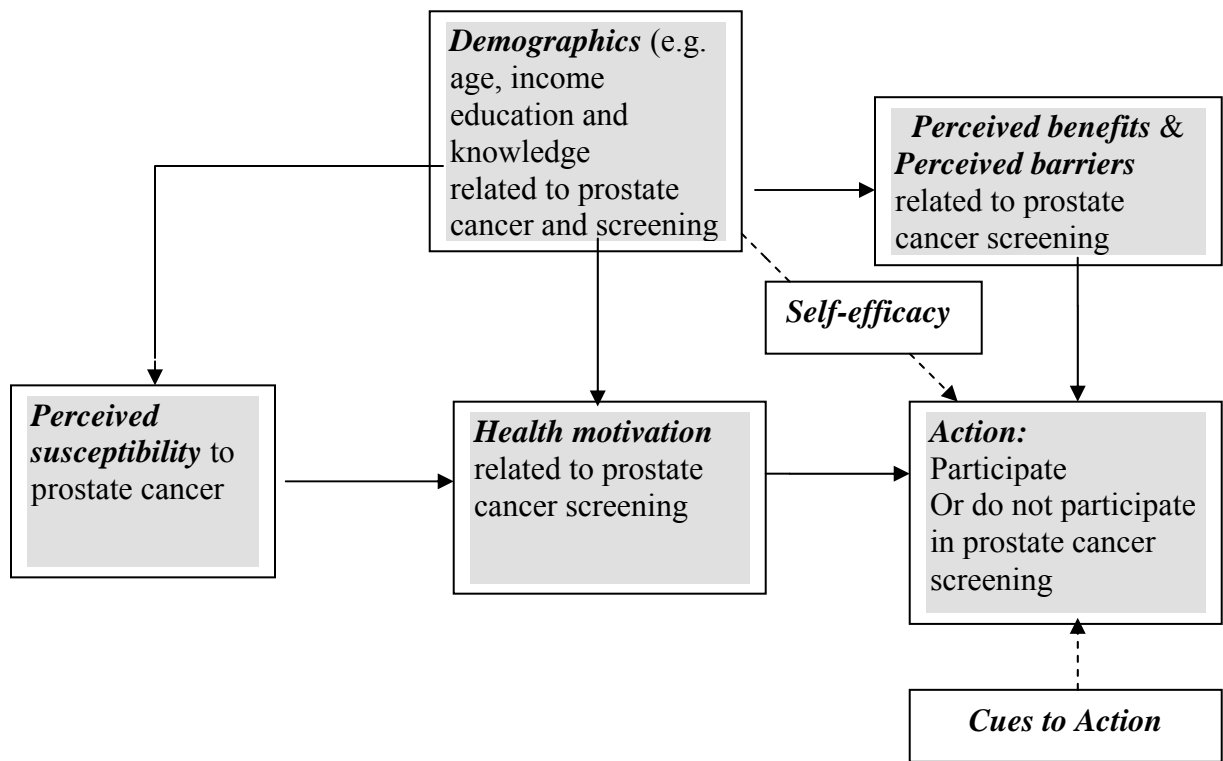 Demographics (e.g.
age, income
education and
knowledge
related to prostate
cancer and screening
Perceived benefits &
Perceived barriers
related to prostate
cancer screening
Self-efficacy
Perceived
susceptibility to
prostate cancer
Health motivation
related to prostate
cancer screening
Action:
Participate
Or do not participate
in prostate cancer
screening
Cues to Action